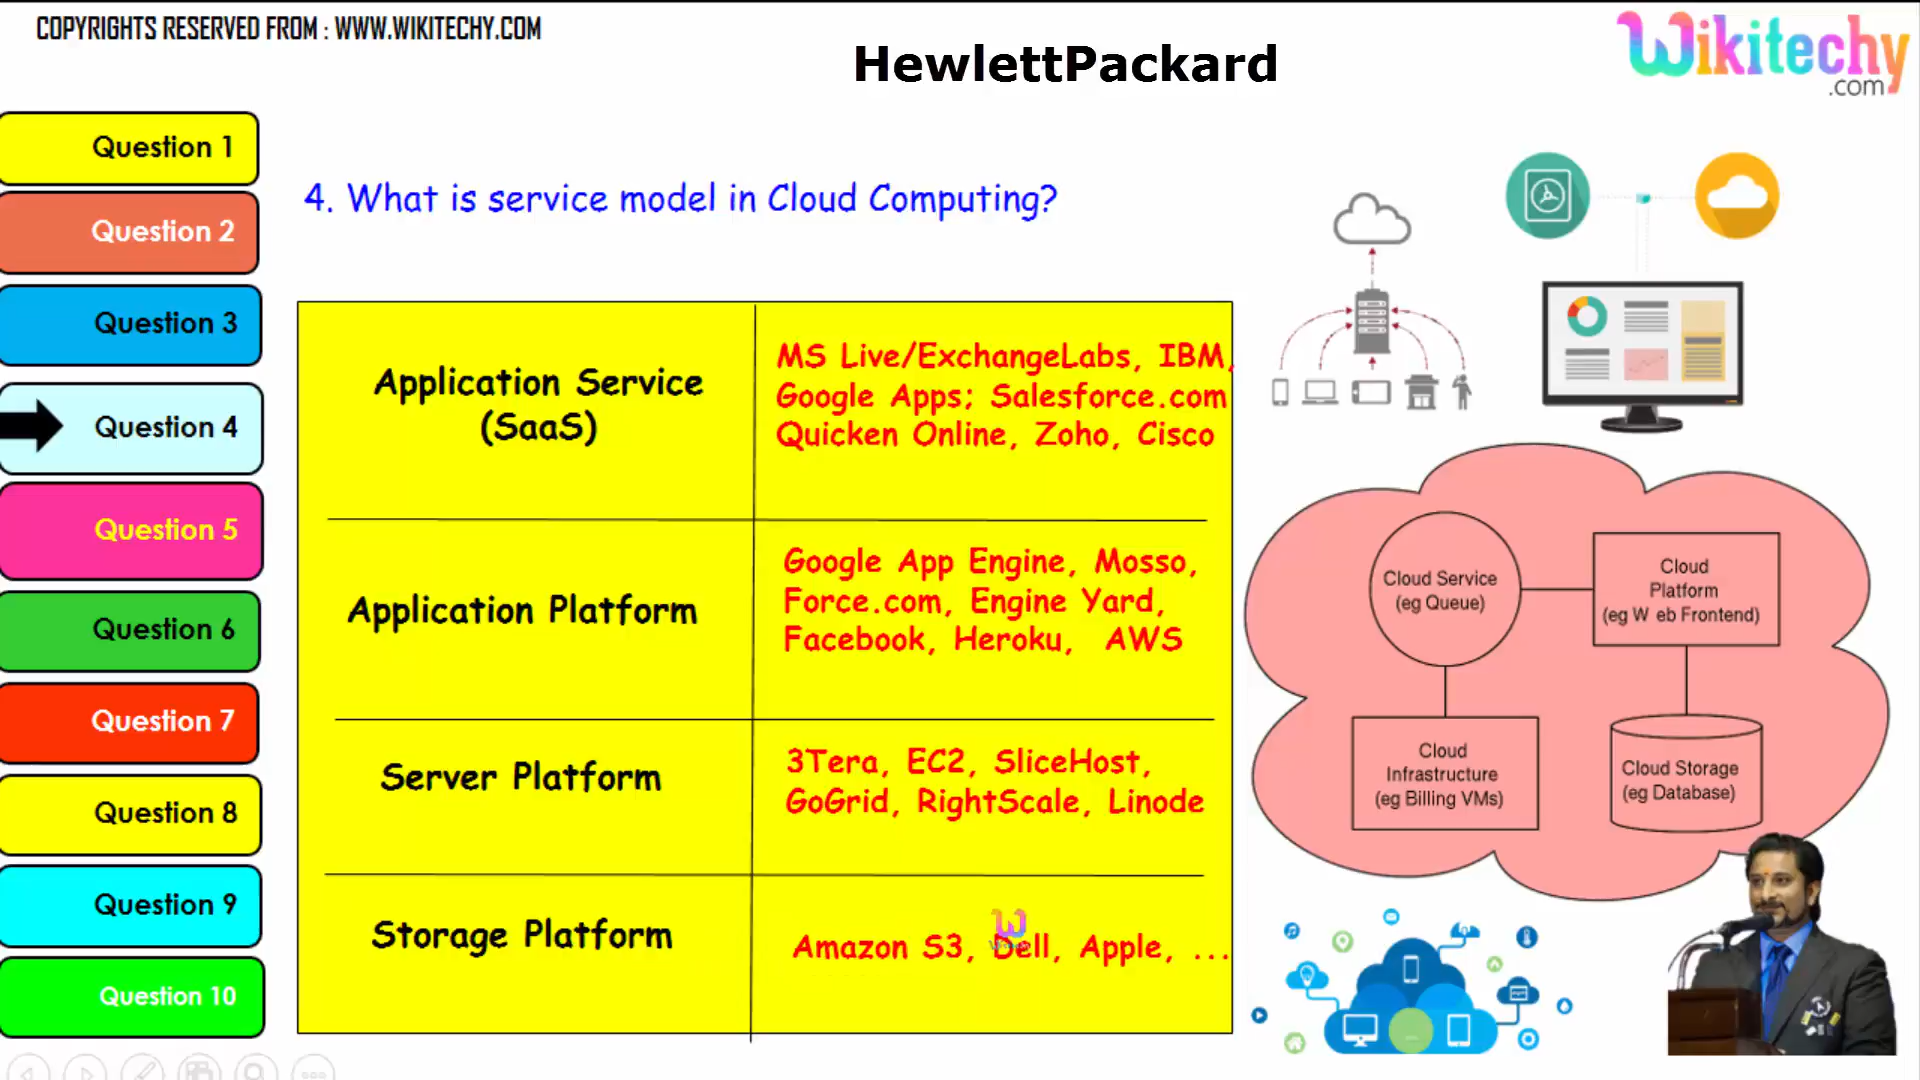 COPYRIGHTS RESERVED FROM : WWW.WIKITECHY.COM
HewlettPackard
Wikitechy
.com
Question 1
Question 2
Question 3
Question 4
Question 5
Question 6
Question 7
Question 8
Question 9
Question 10
4. What is service model in Cloud Computing?
Application Service
(SaaS)
MS Live/ExchangeLabs, IBM,
Google Apps; Salesforce.com
Quicken Online, Zoho, Cisco
Application Platform
Google App Engine, Mosso,
Force.com, Engine Yard,
Facebook, Heroku, AWS
Server Platform
3Tera, EC2, SliceHost,
GoGrid, RightScale, Linode
Storage Platform
Amazon S3, Dell, Apple, ...
Cloud Service
(eg Queue)
Cloud
Platform
(eg W eb Frontend)
Cloud
Infrastructure
(eg Billing VMs)
Cloud Storage
(eg Database)